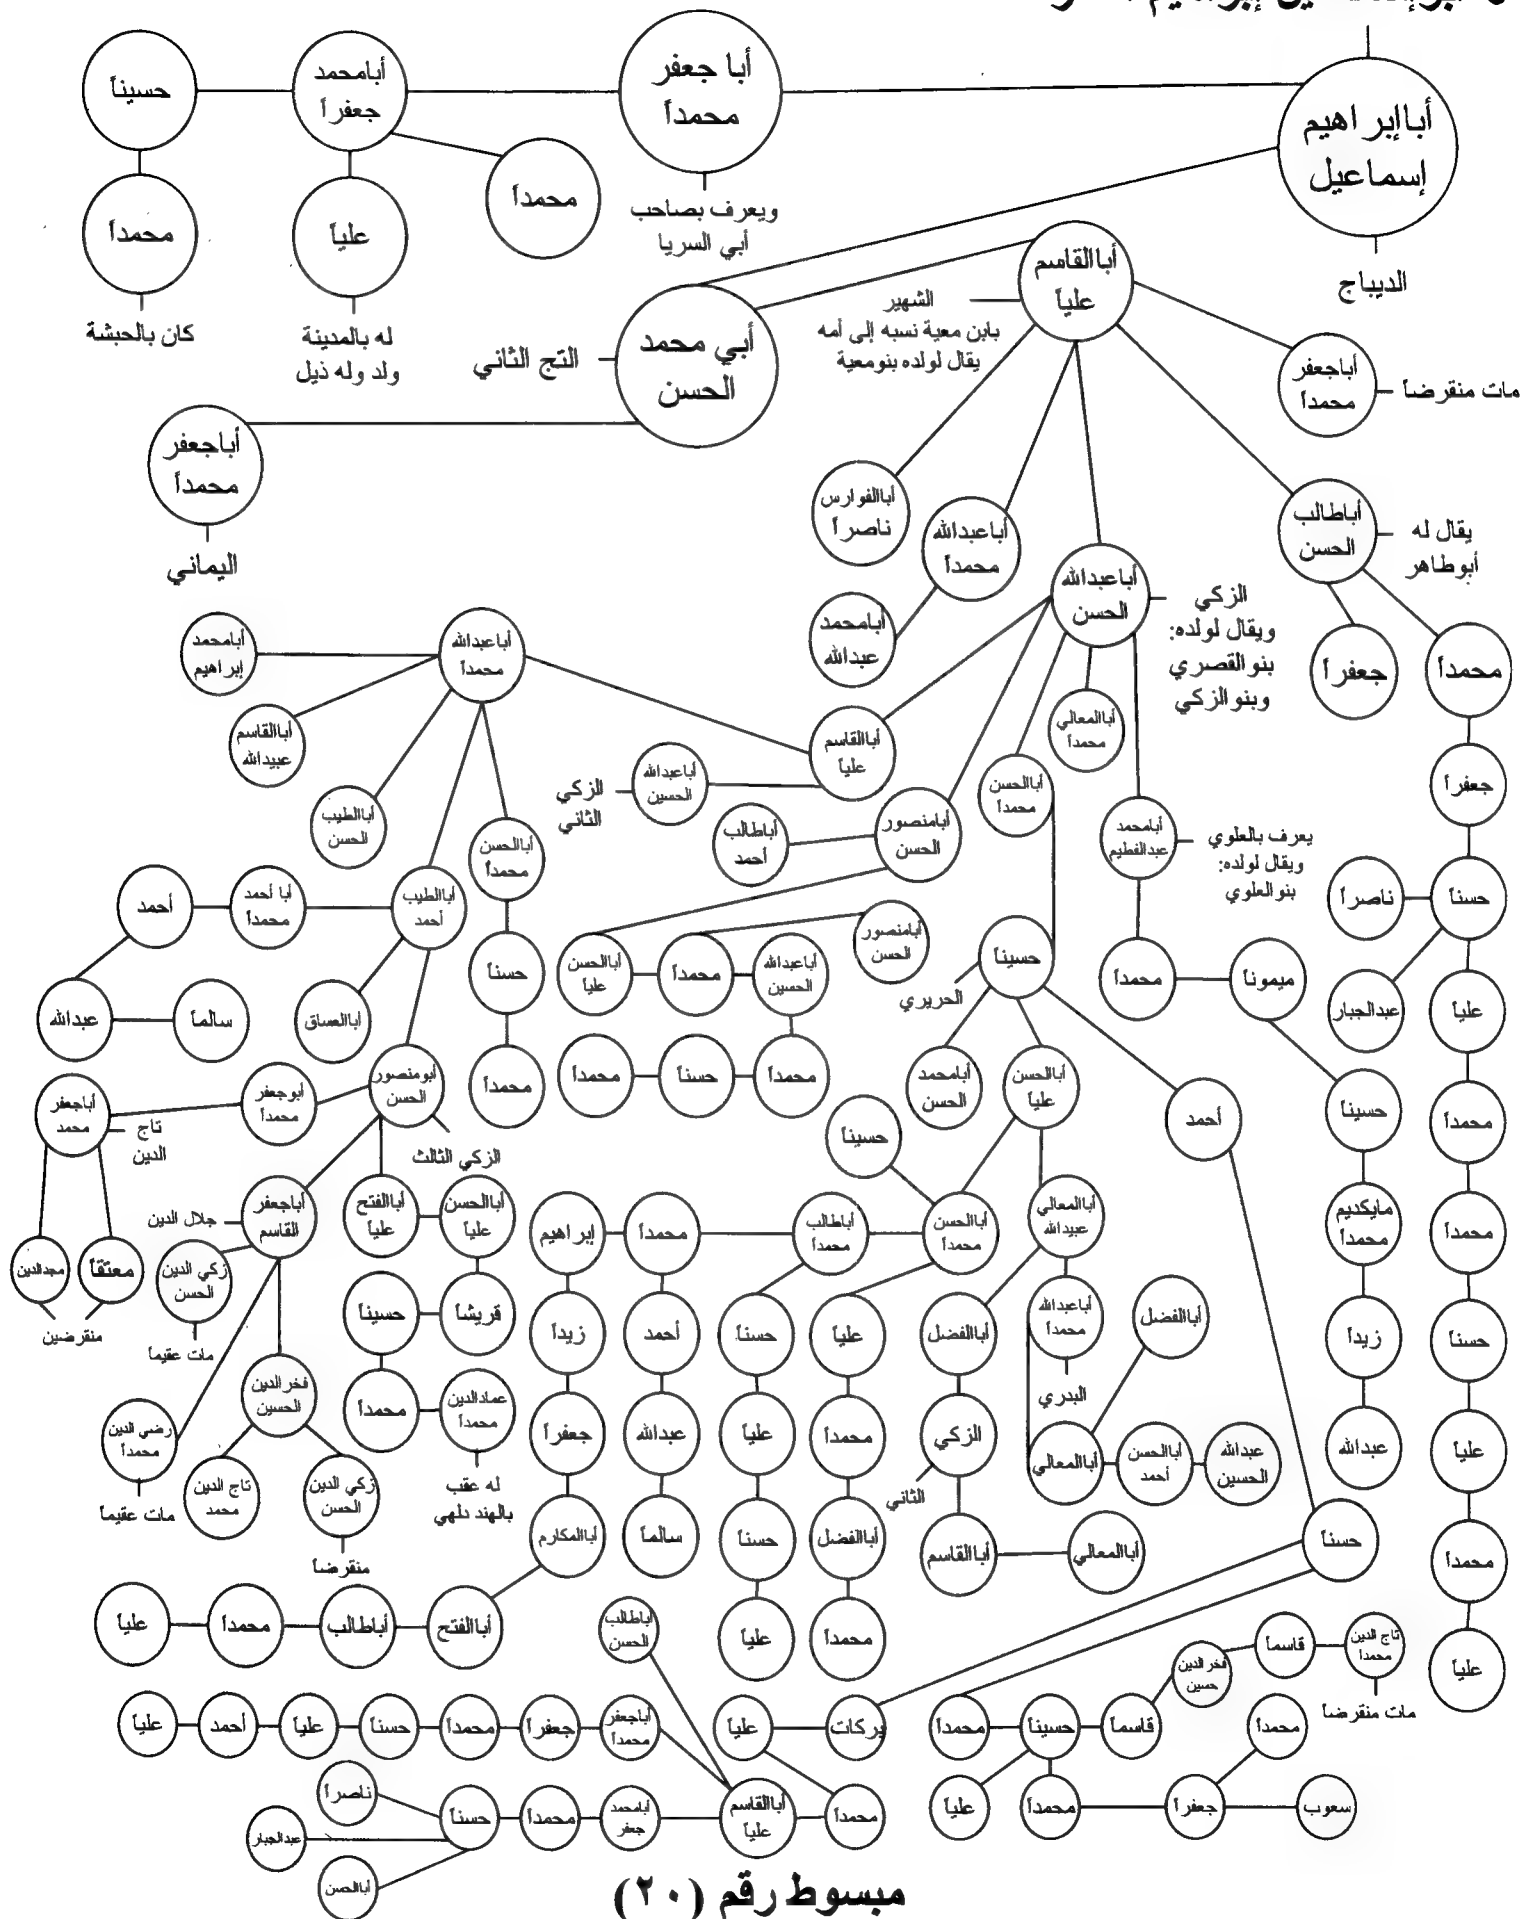 أباإبراهيم
إسماعيل
الديباج
أبا جعفر
محمداً
ويعرف بصاحب
أبي السريا
أبامحمد
جعفراً
حسيناً
محمداً
علياً
محمداً
له بالمدينة
ولد وله ذيل
كان بالحبشة
أبي محمد
الحسن
التج الثاني
أباجعفر
محمداً
اليماني
أباالقاسم
علياً
الشهير
بابن معية نسبه إلى أمه
يقال لولده بنومعية
أباجعفر
محمداً
مات منقرضاً
أباطالب
الحسن
يقال له
أبوطاهر
أباعبدالله
الحسن
الزكي
ويقال لولده:
بنوالقصري
وبنوالزكي
أباعبدالله
محمداً
أباالفوارس
ناصراً
أبامحمد
عبدالله
جعفراً
محمداً
جعفراً
حسناً
ناصراً
عبدالجبار
علياً
محمداً
محمداً
حسناً
علياً
محمداً
علياً
أباالمعالي
محمداً
أبامحمد
عبدالفطيم
يعرف بالعلوي
ويقال لولده:
بنوالعلوي
محمداً
ميموناً
حسيناً
مايكديم
محمداً
زيداً
عبدالله
أباالحسن
محمداً
حسيناً
الحريري
أبامحمد
الحسن
أباالحسن
علياً
أحمد
أباالقاسم
علياً
أباعبدالله
الحسين
الزكي
الثاني
أبامنصور
الحسن
أباطالب
أحمد
أباالحسن
علياً
محمداً
أبامنصور
الحسن
أباعبدالله
الحسين
محمداً
حسناً
محمداً
أباعبدالله
محمداً
أبامحمد
إبراهيم
أباالقاسم
عبيدالله
أباالطيب
الحسن
أباالطيب
أحمد
أباالحسن
محمداً
حسناً
محمداً
أبا أحمد
محمداً
أحمد
عبدالله
سالماً
أباالعساق
أبومنصور
الحسن
الزكي الثالث
أبوجعفر
محمداً
أباجعفر
محمد
تاج
الدين
مجدالدين
معتقاً
منقرضين
أباجعفر
القاسم
جلال الدين
زكي الدين
الحسن
مات عقيماً
رضي الدين
محمداً
مات عقيماً
فخرالدين
الحسين
تاج الدين
محمد
زكي الدين
الحسن
منقرضاً
أباالفتح
علياً
أباالحسن
علياً
قريشاً
حسيناً
محمداً
عمادالدين
محمداً
له عقب
بالهند دلهي
حسيناً
أباالحسن
محمداً
أباطالب
محمداً
محمداً
إبراهيم
زيداً
جعفراً
أباالمكارم
أباالفتح
أباطالب
محمداً
علياً
أحمد
عبدالله
سالماً
حسناً
علياً
حسناً
علياً
علياً
محمداً
أباالفضل
محمداً
أباالمعالي
عبيدالله
أباالفضل
الزكي
الثاني
أباالقاسم
أباالمعالي
أباعبدالله
محمداً
البدري
أباالفضل
أباالمعالي
أباالحسن
أحمد
عبدالله
الحسين
حسناً
بركات
علياً
محمداً
أباالقاسم
علياً
أباطالب
الحسن
أباجعفر
محمداً
جعفراً
محمداً
حسناً
علياً
أحمد
علياً
أبامحمد
جعفر
محمداً
حسناً
ناصراً
عبدالجبار
أباالحسن
محمداً
حسيناً
قاسماً
فخرالدين
حسين
قاسماً
تاج الدين
محمداً
مات منقرضاً
علياً
محمداً
جعفراً
محمداً
سعوب
مبسوط رقم (٢٠)